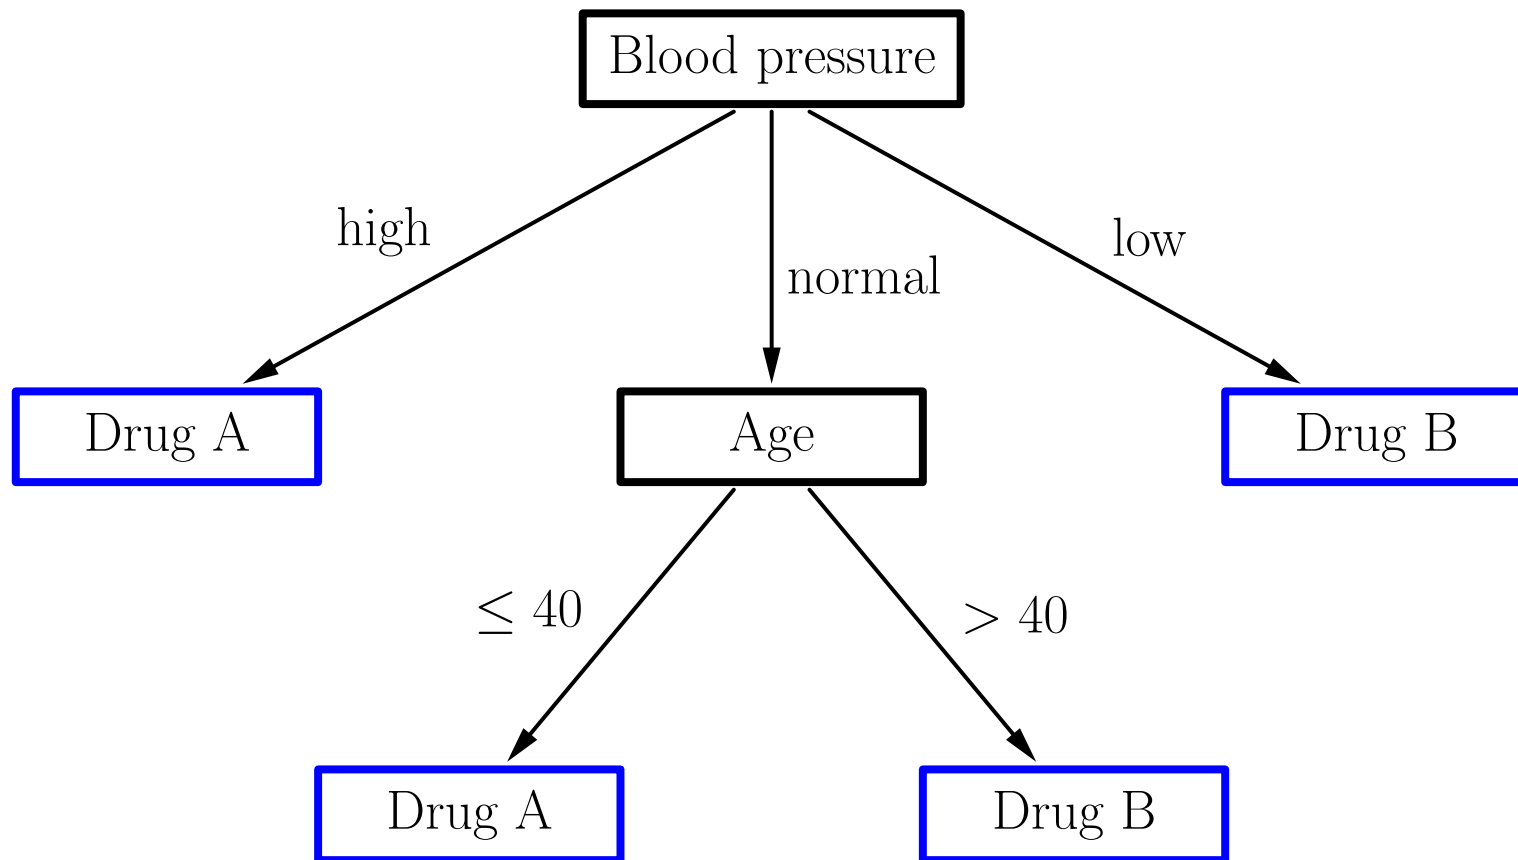 Blood pressure
high
normal
low
Drug A
Age
Drug B
≤ 40
> 40
Drug A
Drug B